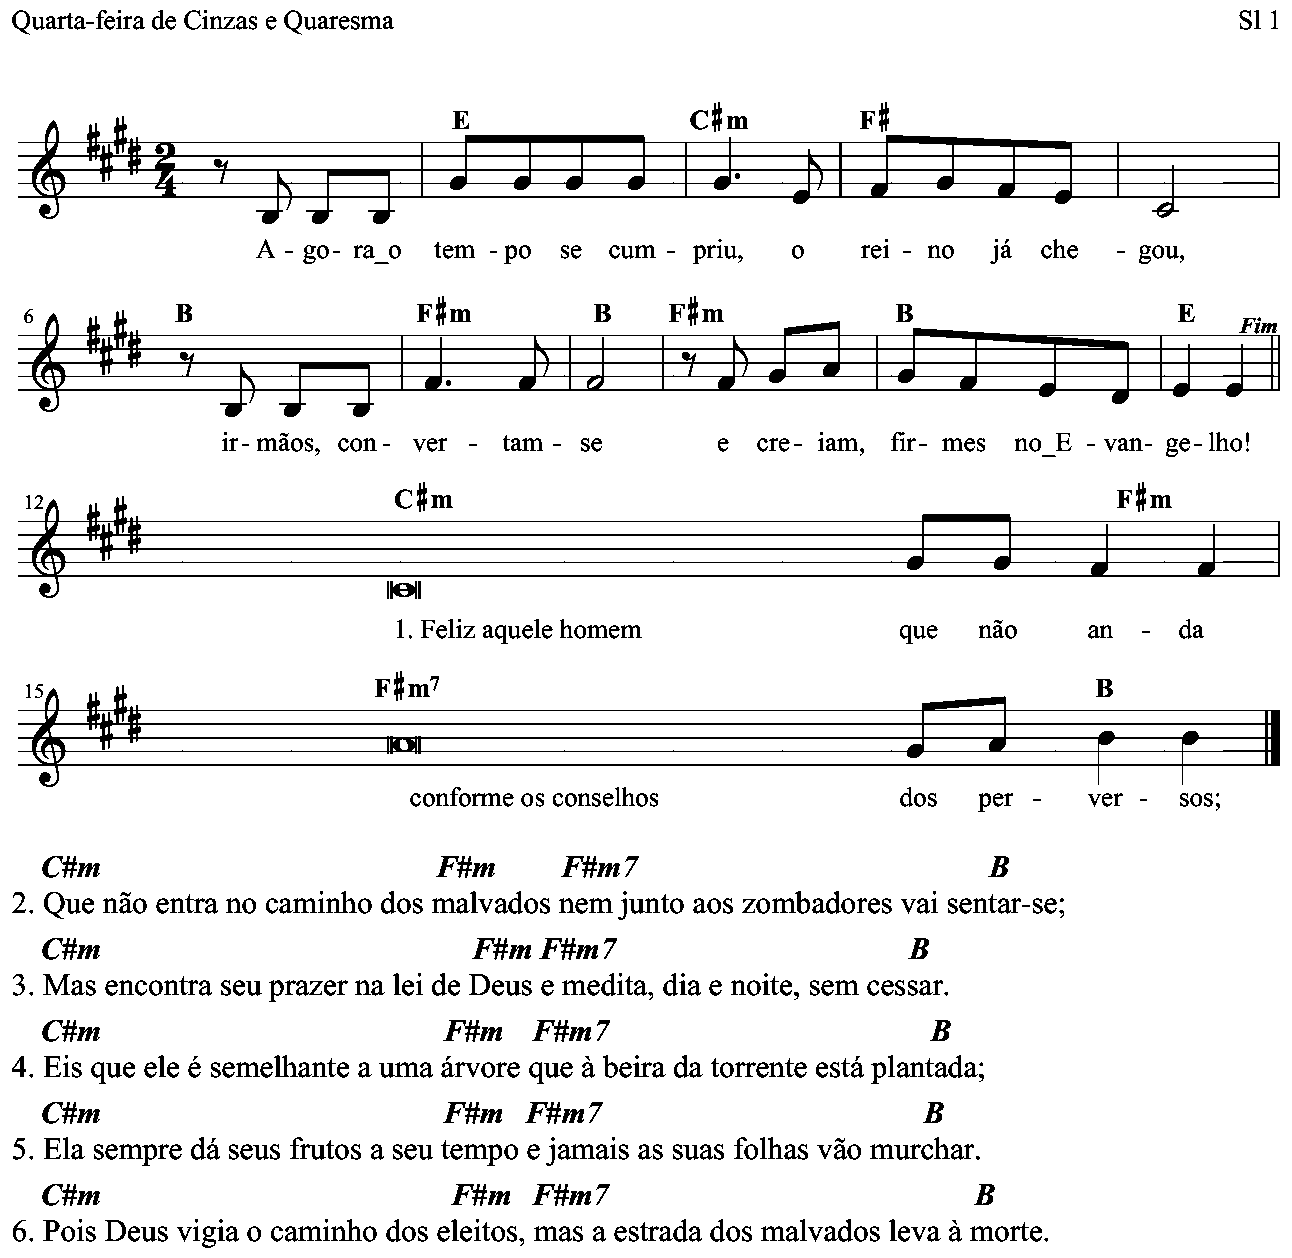 Quarta-feira de Cinzas e Quaresma Sl 1
E C#m F#
2 4
A - go - ra_o tem - po se cum - priu, o rei - no já che - gou,
6 B F#m B F#m B E Fim
ir - mãos, con - ver - tam - se e cre - iam, fir - mes no_E - van - ge - lho!
12 C#m F#m
1. Feliz aquele homem que não an - da
15 F#m7 B
conforme os conselhos dos per - ver - sos;
C#m F#m F#m7 B
2. Que não entra no caminho dos malvados nem junto aos zombadores vai sentar-se;
C#m F#m F#m7 B
3. Mas encontra seu prazer na lei de Deus e medita, dia e noite, sem cessar.
C#m F#m F#m7 B
4. Eis que ele é semelhante a uma árvore que à beira da torrente está plantada;
C#m F#m F#m7 B
5. Ela sempre dá seus frutos a seu tempo e jamais as suas folhas vão murchar.
C#m F#m F#m7 B
6. Pois Deus vigia o caminho dos eleitos, mas a estrada dos malvados leva à morte.